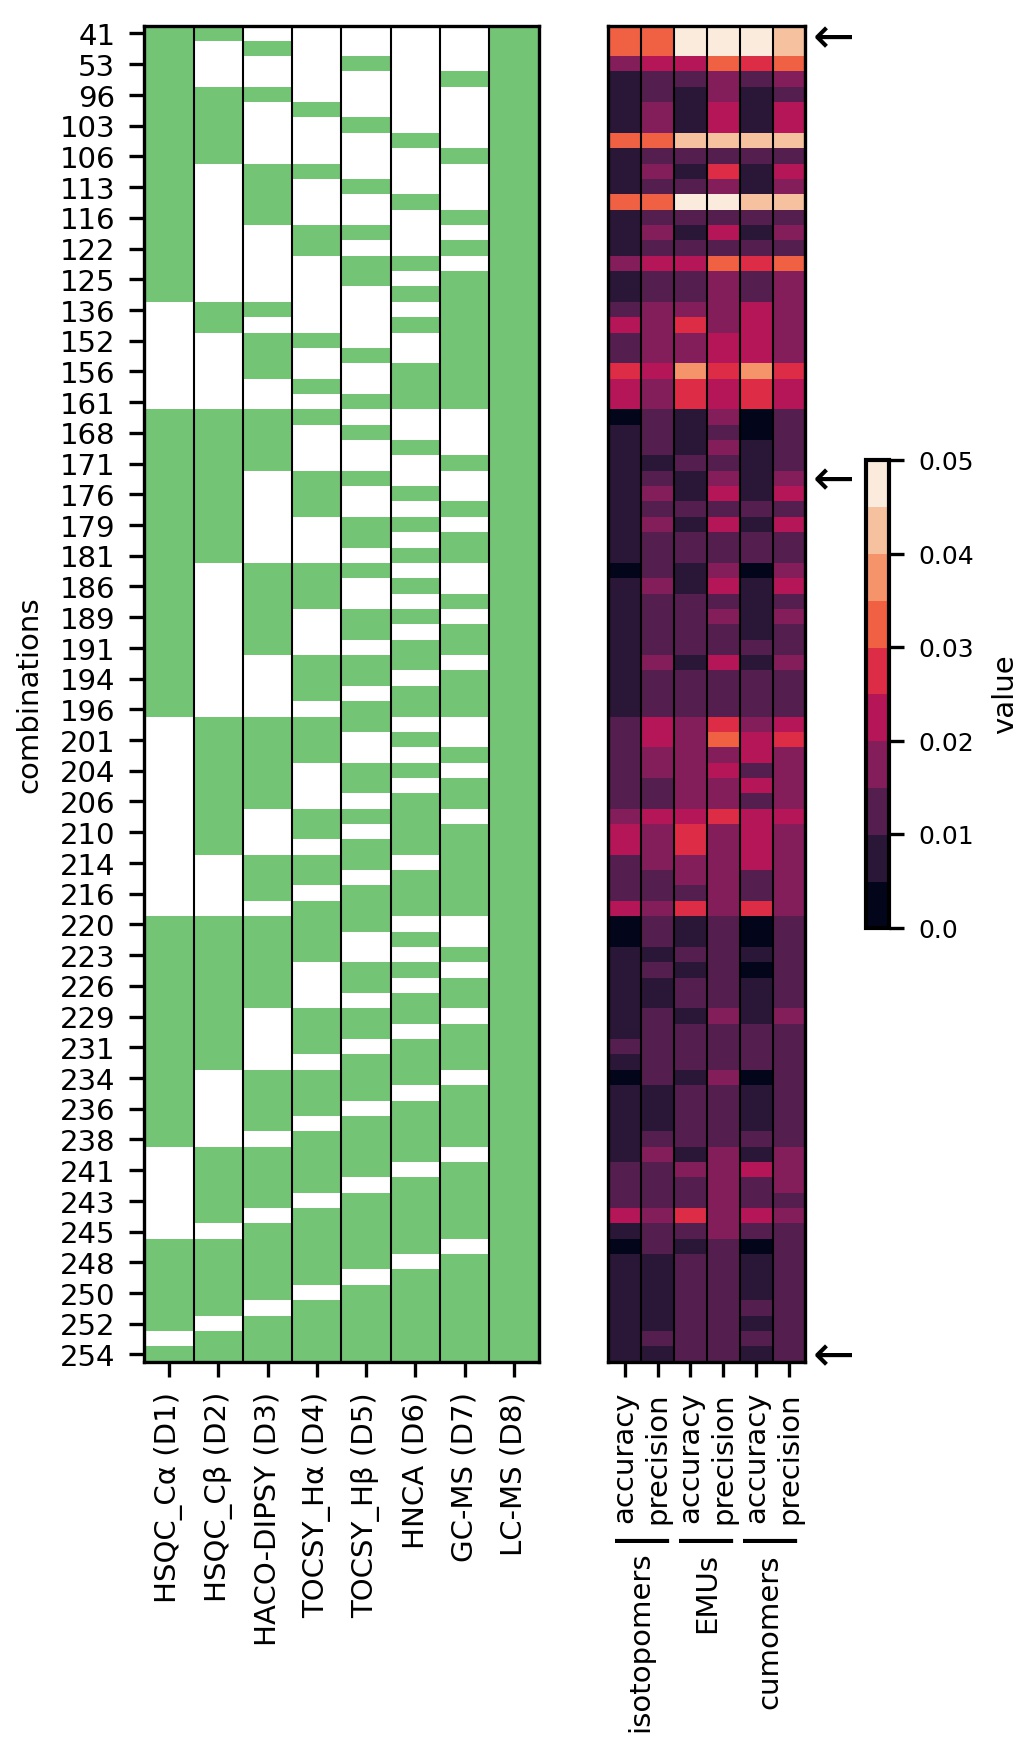 combinations
41
53
96
103
106
113
116
122
125
136
152
156
161
168
171
176
179
181
186
189
191
194
196
201
204
206
210
214
216
220
223
226
229
231
234
236
238
241
243
245
248
250
252
254
HSQC_Cα (D1)
HSQC_Cβ (D2)
HACO-DIPSY (D3)
TOCSY_Hα (D4)
TOCSY_Hβ (D5)
HNCA (D6)
GC-MS (D7)
LC-MS (D8)
accuracy
precision
accuracy
precision
accuracy
precision
isotopomers
EMUs
cumomers
0.05
0.04
0.03
0.02
0.01
0.0
value